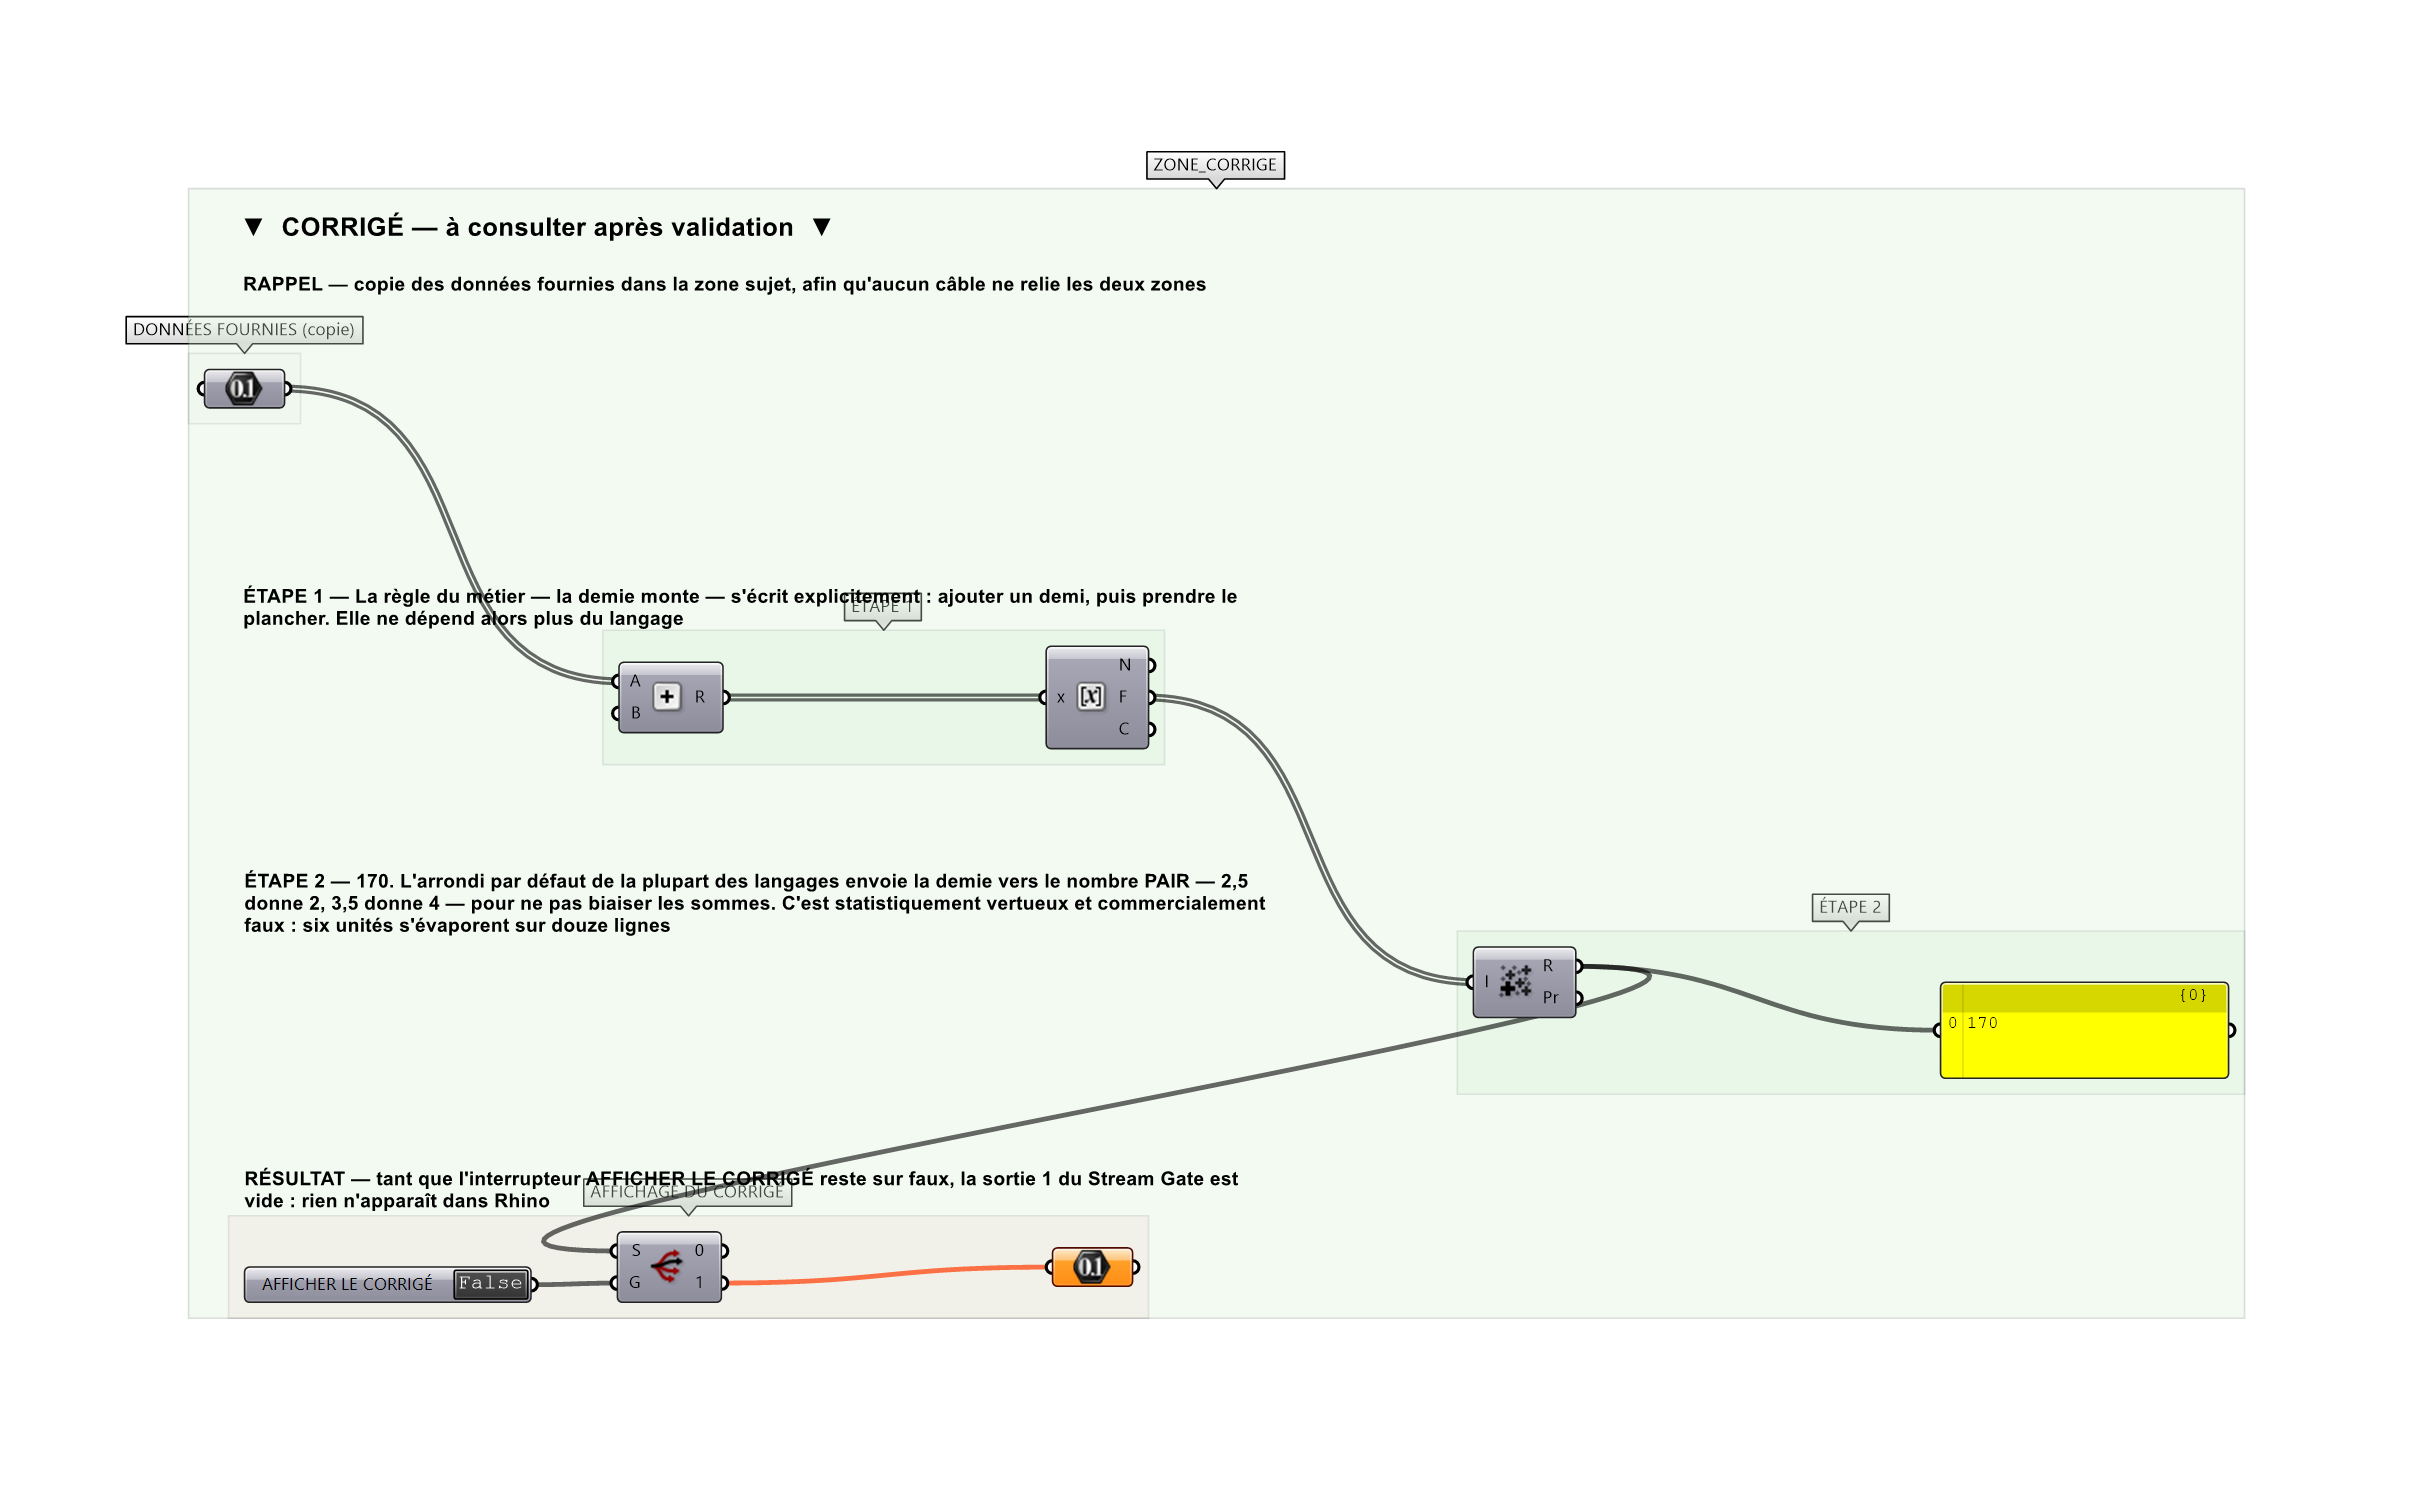 ZONE_CORRIGE
▼ CORRIGÉ — à consulter après validation ▼
RAPPEL — copie des données fournies dans la zone sujet, afin qu'aucun câble ne relie les deux zones
DONNÉES FOURNIES (copie)
0.1
ÉTAPE 1 — La règle du métier — la demie monte — s'écrit explicitement : ajouter un demi, puis prendre le
plancher. Elle ne dépend alors plus du langage
ÉTAPE 1
A
B
R
x
[x]
N
F
C
ÉTAPE 2 — 170. L'arrondi par défaut de la plupart des langages envoie la demie vers le nombre PAIR — 2,5
donne 2, 3,5 donne 4 — pour ne pas biaiser les sommes. C'est statistiquement vertueux et commercialement
faux : six unités s'évaporent sur douze lignes
ÉTAPE 2
I
R
Pr
{0}
0 170
RÉSULTAT — tant que l'interrupteur AFFICHER LE CORRIGÉ reste sur faux, la sortie 1 du Stream Gate est
vide : rien n'apparaît dans Rhino
AFFICHAGE DU CORRIGÉ
AFFICHER LE CORRIGÉ False
S
G
0
1
0.1